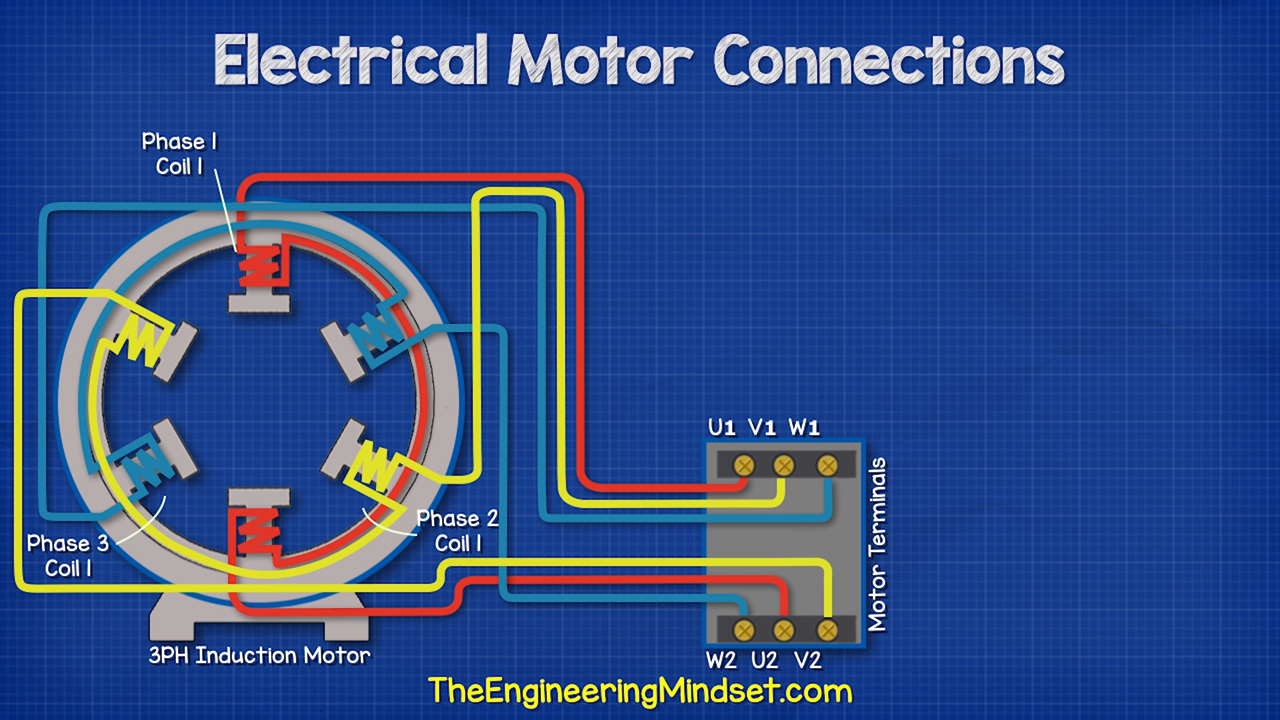 Electrical Motor Connections
Phase 1
Coil 1
U1 V1 W1
Motor Terminals
Phase 2
Coil 1
Phase 3
Coil 1
W2 U2 V2
3PH Induction Motor
TheEngineeringMindset.com